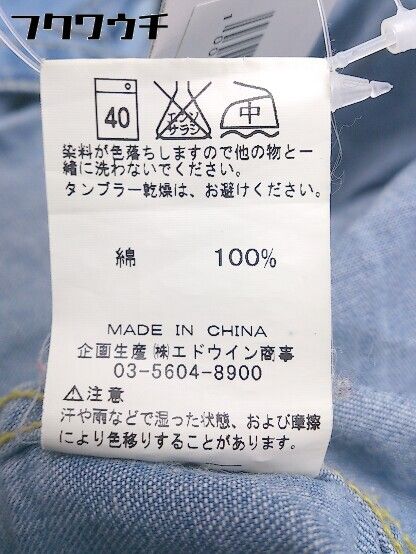 フクワウチ
40
エンソ
サラシ
中
染料が色落ちしますので他の物と一
緒に洗わないでください。
タンブラー乾燥は、お避けください。
綿 100%
MADE IN CHINA
企画生産 ㈱エドウイン商事
03-5604-8900
⚠注意
汗や雨などで湿った状態、および摩擦
により色移りすることがあります。